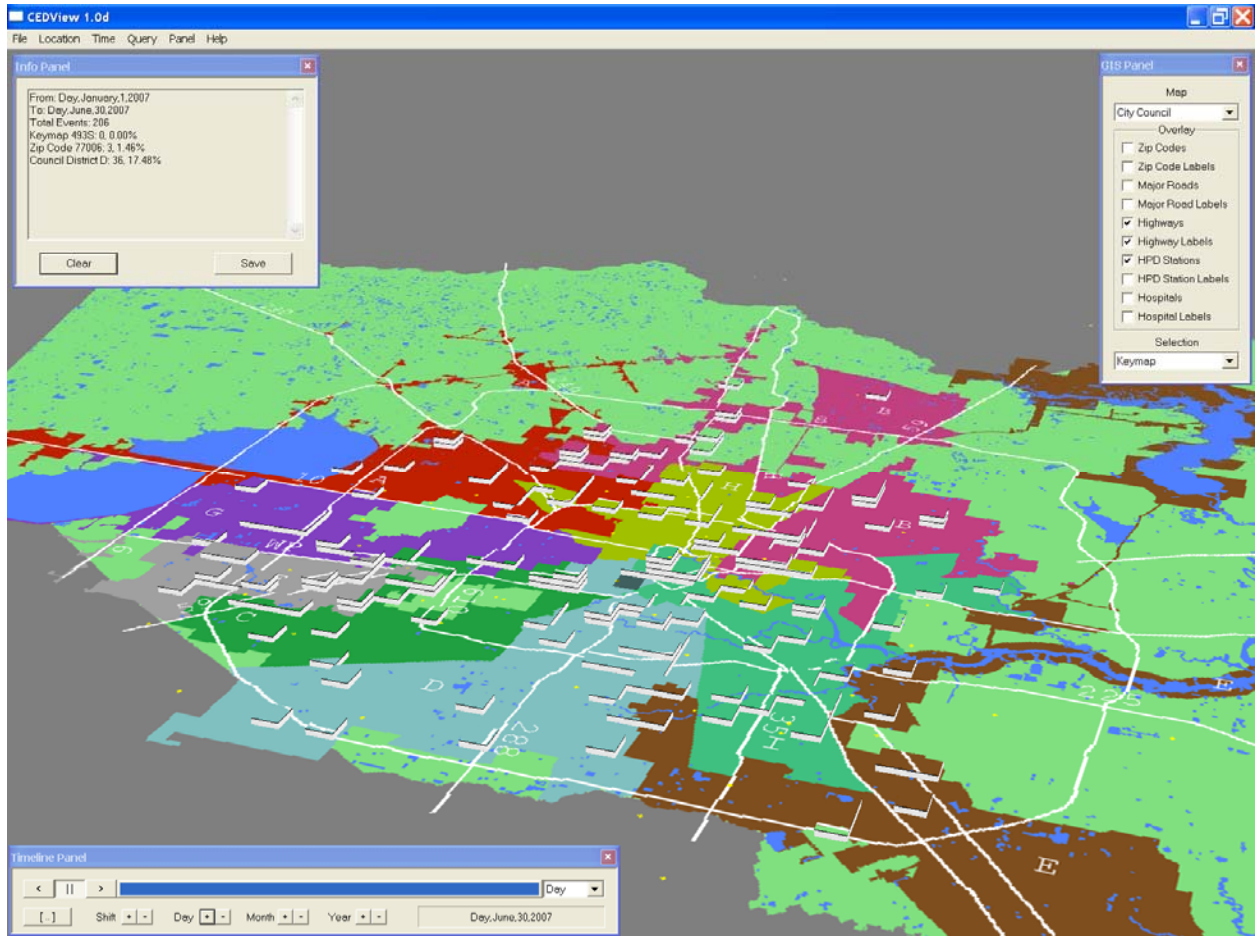 CEDView 1.0d
File Location Time Query Panel Help
Info Panel
From: Day,January,1,2007
To: Day,June,30,2007
Total Events: 206
Keymap 493S: 0, 0.00%
Zip Code 77006: 3, 1.46%
Council District D: 36, 17.48%
Clear Save
GIS Panel
Map
City Council
Overlay
Zip Codes
Zip Code Labels
Major Roads
Major Road Labels
Highways
Highway Labels
HPD Stations
HPD Station Labels
Hospitals
Hospital Labels
Selection
Keymap
B
A
10
H
G
B
C
D
E
225
288
35H
E
Timeline Panel
< || > Day
[..] Shift + - Day + - Month + - Year + - Day,June,30,2007